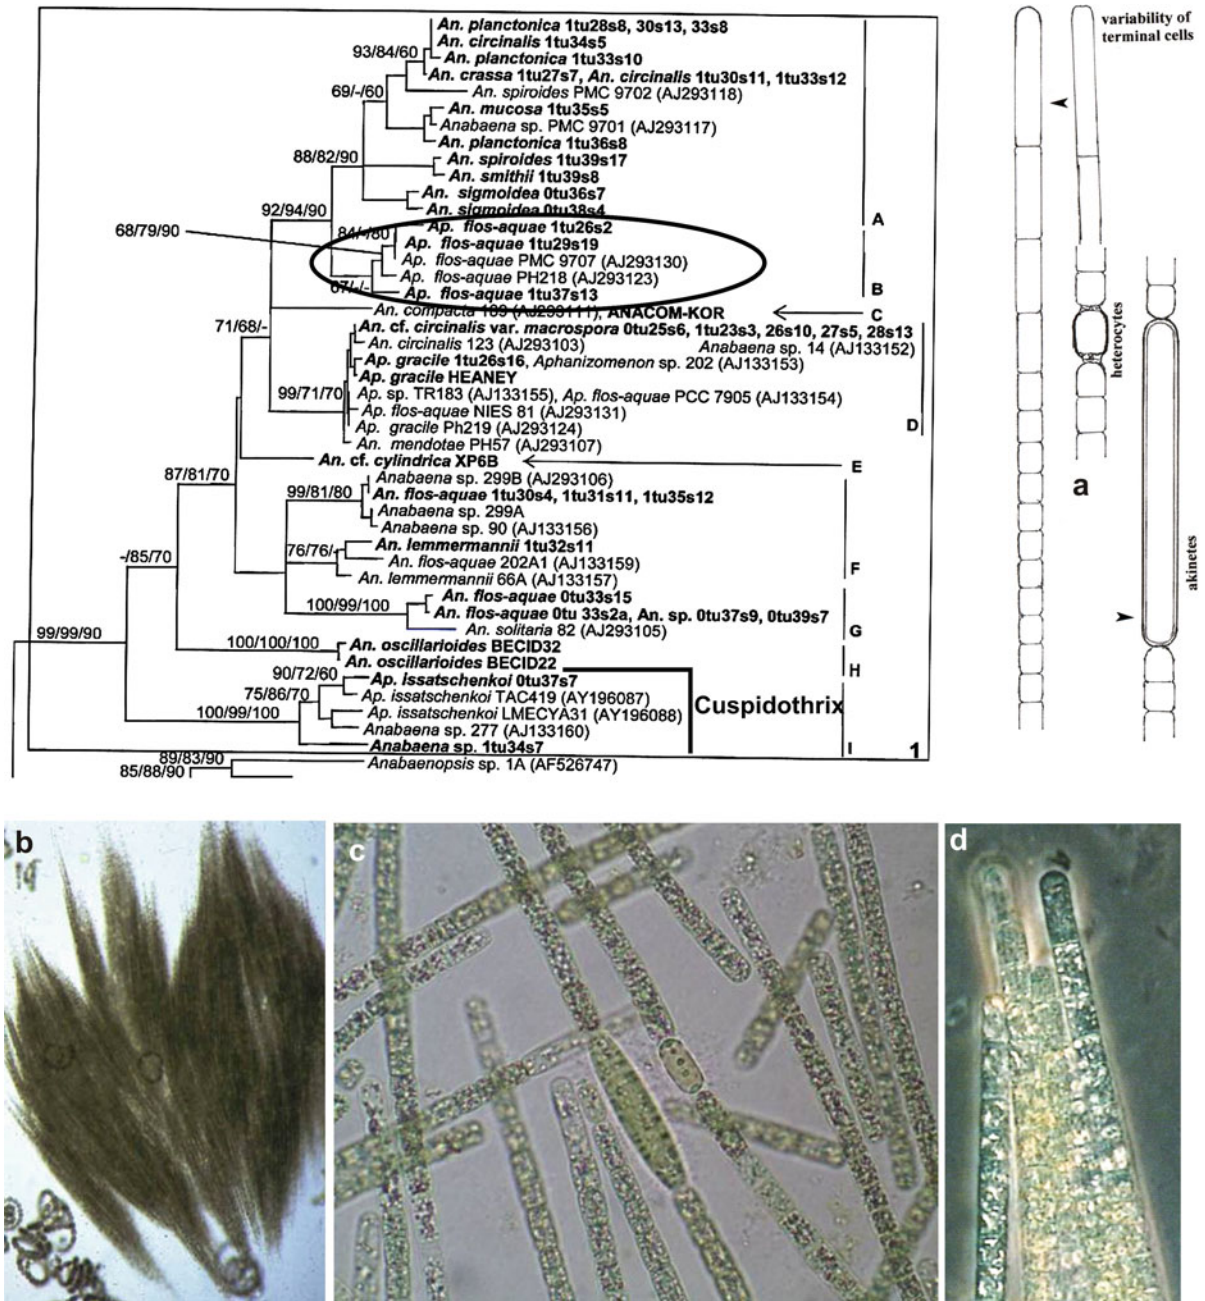 An. planctonica 1tu28s8, 30s13, 33s8
An. circinalis 1tu34s5
93/84/60
An. planctonica 1tu33s10
An. crassa 1tu27s7, An. circinalis 1tu30s11, 1tu33s12
69/-/60
An. spiroides PMC 9702 (AJ293118)
An. mucosa 1tu35s5
Anabaena sp. PMC 9701 (AJ293117)
An. planctonica 1tu36s8
88/82/90
An. spiroides 1tu39s17
An. smithii 1tu39s8
An. sigmoidea 0tu36s7
92/94/90
An. sigmoidea 0tu38s4
A
68/79/90
84/-/80
Ap. flos-aquae 1tu26s2
Ap. flos-aquae 1tu29s19
Ap. flos-aquae PMC 9707 (AJ293130)
Ap. flos-aquae PH218 (AJ293123)
67/-/-
Ap. flos-aquae 1tu37s13
B
An. compacta 189 (AJ293111), ANACOM-KOR
C
71/68/-
An. cf. circinalis var. macrospora 0tu25s6, 1tu23s3, 26s10, 27s5, 28s13
An. circinalis 123 (AJ293103)
Anabaena sp. 14 (AJ133152)
Ap. gracile 1tu26s16, Aphanizomenon sp. 202 (AJ133153)
Ap. gracile HEANEY
99/71/70
Ap. sp. TR183 (AJ133155), Ap. flos-aquae PCC 7905 (AJ133154)
Ap. flos-aquae NIES 81 (AJ293131)
Ap. gracile Ph219 (AJ293124)
D
An. mendotae PH57 (AJ293107)
An. cf. cylindrica XP6B
E
87/81/70
Anabaena sp. 299B (AJ293106)
99/81/80
An. flos-aquae 1tu30s4, 1tu31s11, 1tu35s12
Anabaena sp. 299A
Anabaena sp. 90 (AJ133156)
-/85/70
An. lemmermannii 1tu32s11
76/76/-
An. flos-aquae 202A1 (AJ133159)
An. lemmermannii 66A (AJ133157)
F
An. flos-aquae 0tu33s15
100/99/100
An. flos-aquae 0tu 33s2a, An. sp. 0tu37s9, 0tu39s7
An. solitaria 82 (AJ293105)
G
99/99/90
100/100/100
An. oscillarioides BECID32
An. oscillarioides BECID22
H
90/72/60
Ap. issatschenkoi 0tu37s7
75/86/70
Ap. issatschenkoi TAC419 (AY196087)
100/99/100
Ap. issatschenkoi LMECYA31 (AY196088)
Cuspidothrix
Anabaena sp. 277 (AJ133160)
Anabaena sp. 1tu34s7
I
1
89/83/90
Anabaenopsis sp. 1A (AF526747)
85/88/90
variability of
terminal cells
heterocytes
a
akinetes
b
c
d